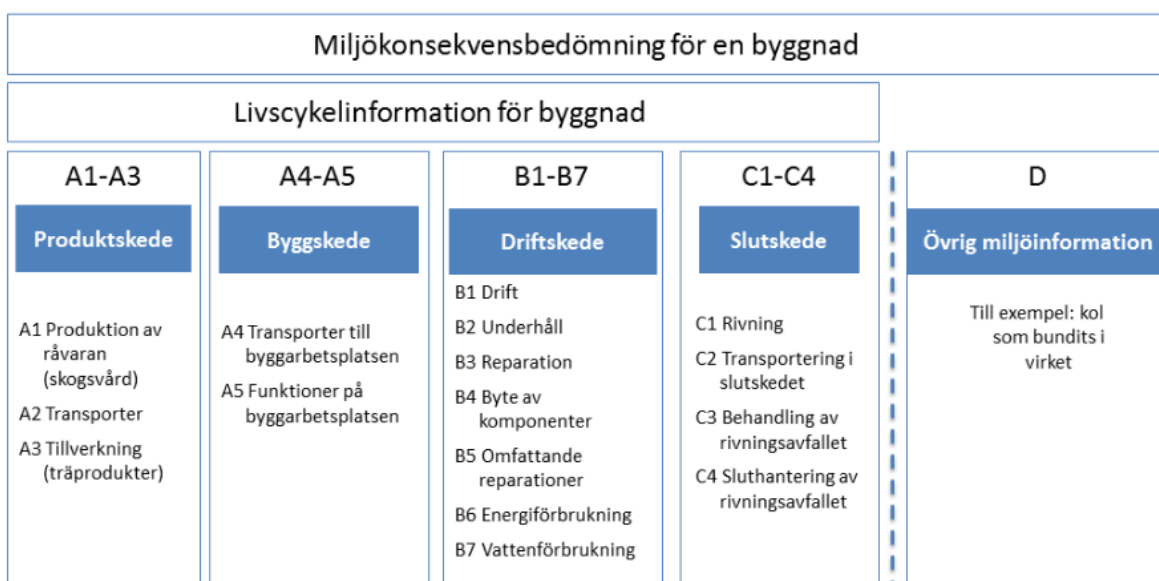 Miljökonsekvensbedömning för en byggnad
Livscykelinformation för byggnad
A1-A3
Produktskede
A1 Produktion av
råvaran
(skogsvård)
A2 Transporter
A3 Tillverkning
(träprodukter)
A4-A5
Byggskede
A4 Transporter till
byggarbetsplatsen
A5 Funktioner på
byggarbetsplatsen
B1-B7
Driftskede
B1 Drift
B2 Underhåll
B3 Reparation
B4 Byte av
komponenter
B5 Omfattande
reparationer
B6 Energiförbrukning
B7 Vattenförbrukning
C1-C4
Slutskede
C1 Rivning
C2 Transportering i
slutskedet
C3 Behandling av
rivningsavfallet
C4 Sluthantering av
rivningsavfallet
D
Övrig miljöinformation
Till exempel: kol
som bundits i
virket